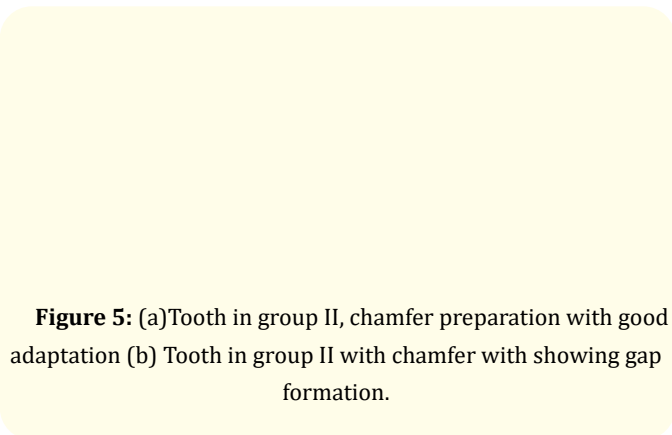 Figure 5: (a)Tooth in group II, chamfer preparation with good
adaptation (b) Tooth in group II with chamfer with showing gap
formation.